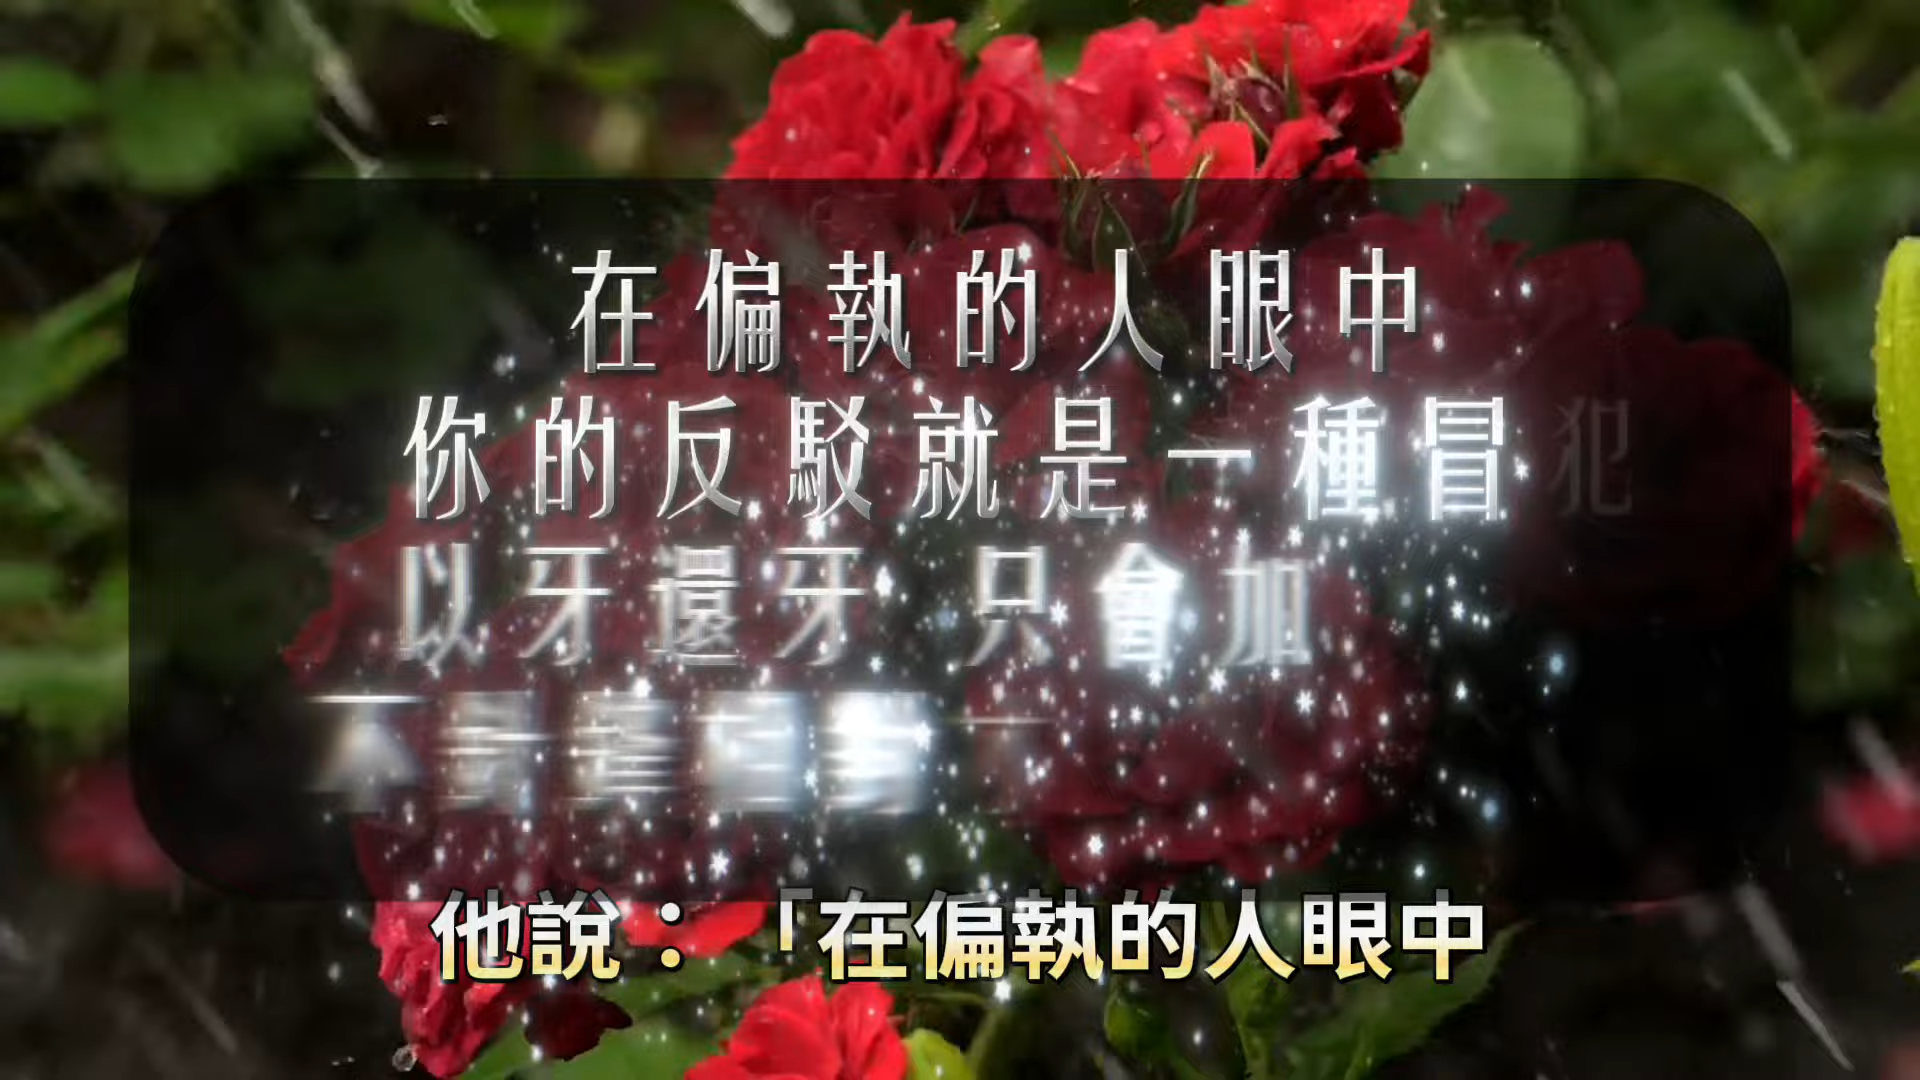 在偏執的人眼中
你的反駁就是一種冒犯
以牙還牙 只會加
他說：「在偏執的人眼中